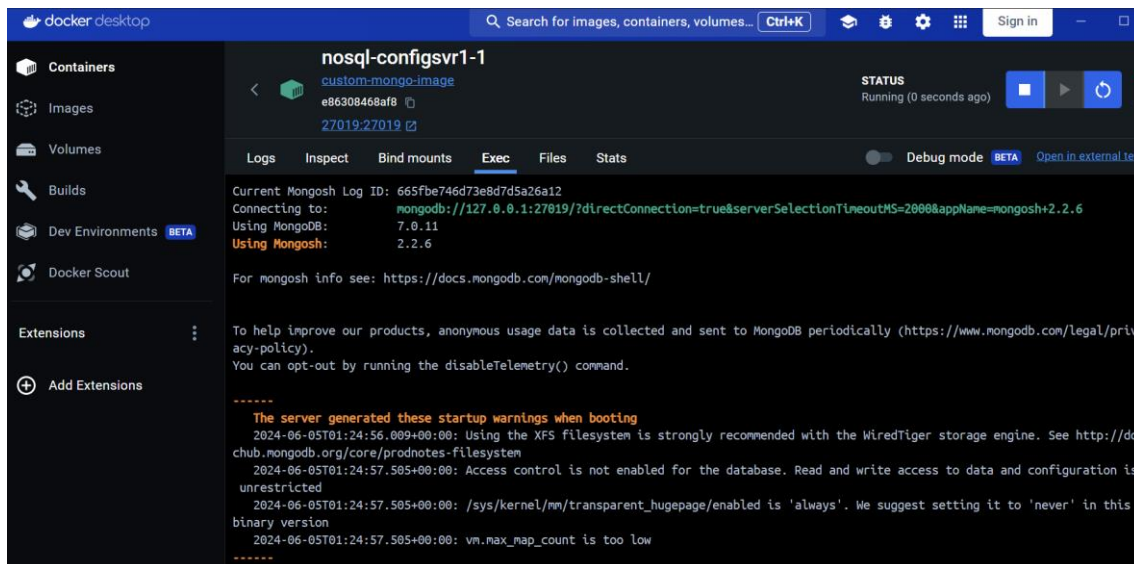 docker desktop
Search for images, containers, volumes... Ctrl+K
Sign in
Containers
Images
Volumes
Builds
Dev Environments BETA
Docker Scout
Extensions
Add Extensions
nosql-configsvr1-1
custom-mongo-image
e86308468af8
27019:27019
STATUS
Running (0 seconds ago)
Logs Inspect Bind mounts Exec Files Stats
Debug mode BETA Open in external te
Current Mongosh Log ID: 665fbe746d73e8d7d5a26a12
Connecting to: mongodb://127.0.0.1:27019/?directConnection=true&serverSelectionTimeoutMS=2000&appName=mongosh+2.2.6
Using MongoDB: 7.0.11
Using Mongosh: 2.2.6
For mongosh info see: https://docs.mongodb.com/mongodb-shell/
To help improve our products, anonymous usage data is collected and sent to MongoDB periodically (https://www.mongodb.com/legal/priv
acy-policy).
You can opt-out by running the disableTelemetry() command.
------
The server generated these startup warnings when booting
2024-06-05T01:24:56.009+00:00: Using the XFS filesystem is strongly recommended with the WiredTiger storage engine. See http://do
chub.mongodb.org/core/prodnotes-filesystem
2024-06-05T01:24:57.505+00:00: Access control is not enabled for the database. Read and write access to data and configuration is
unrestricted
2024-06-05T01:24:57.505+00:00: /sys/kernel/mm/transparent_hugepage/enabled is 'always'. We suggest setting it to 'never' in this
binary version
2024-06-05T01:24:57.505+00:00: vm.max_map_count is too low
------